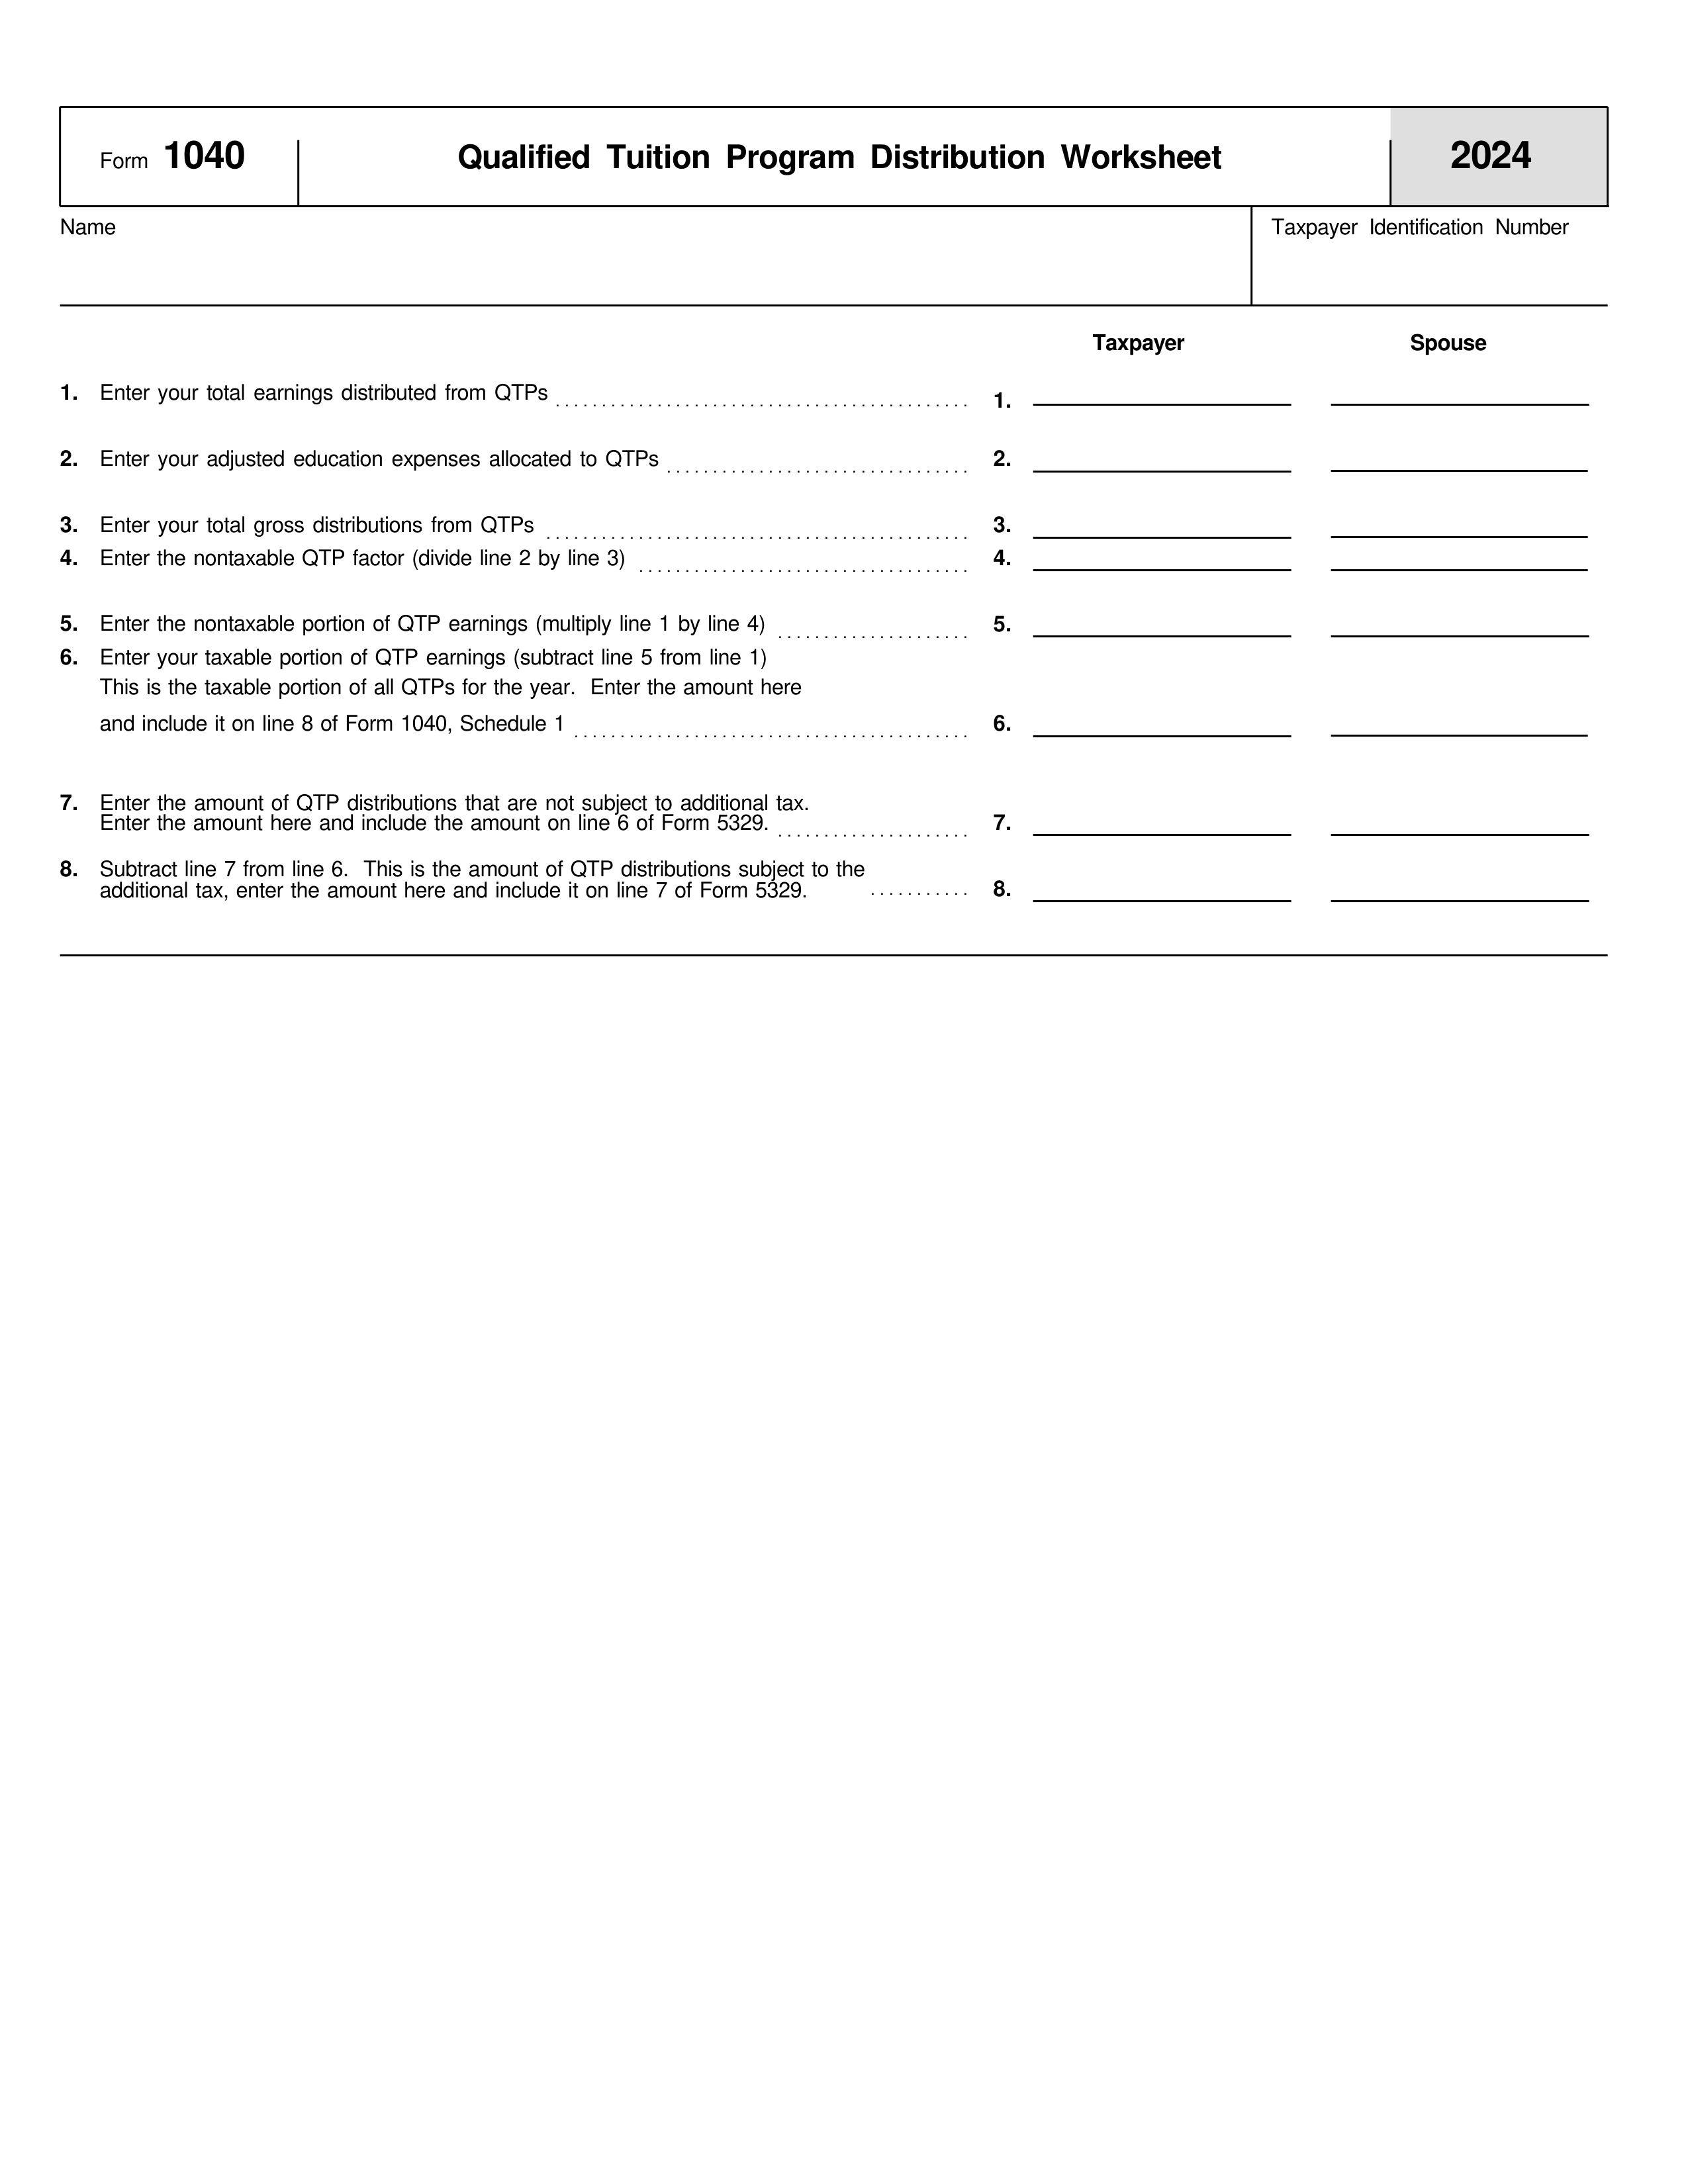 Form 1040 Qualified Tuition Program Distribution Worksheet 2024
Name Taxpayer Identification Number
Taxpayer Spouse
1. Enter your total earnings distributed from QTPs 1.
2. Enter your adjusted education expenses allocated to QTPs 2.
3. Enter your total gross distributions from QTPs 3.
4. Enter the nontaxable QTP factor (divide line 2 by line 3) 4.
5. Enter the nontaxable portion of QTP earnings (multiply line 1 by line 4) 5.
6. Enter your taxable portion of QTP earnings (subtract line 5 from line 1)
This is the taxable portion of all QTPs for the year. Enter the amount here
and include it on line 8 of Form 1040, Schedule 1 6.
7. Enter the amount of QTP distributions that are not subject to additional tax.
Enter the amount here and include the amount on line 6 of Form 5329. 7.
8. Subtract line 7 from line 6. This is the amount of QTP distributions subject to the
additional tax, enter the amount here and include it on line 7 of Form 5329. 8.